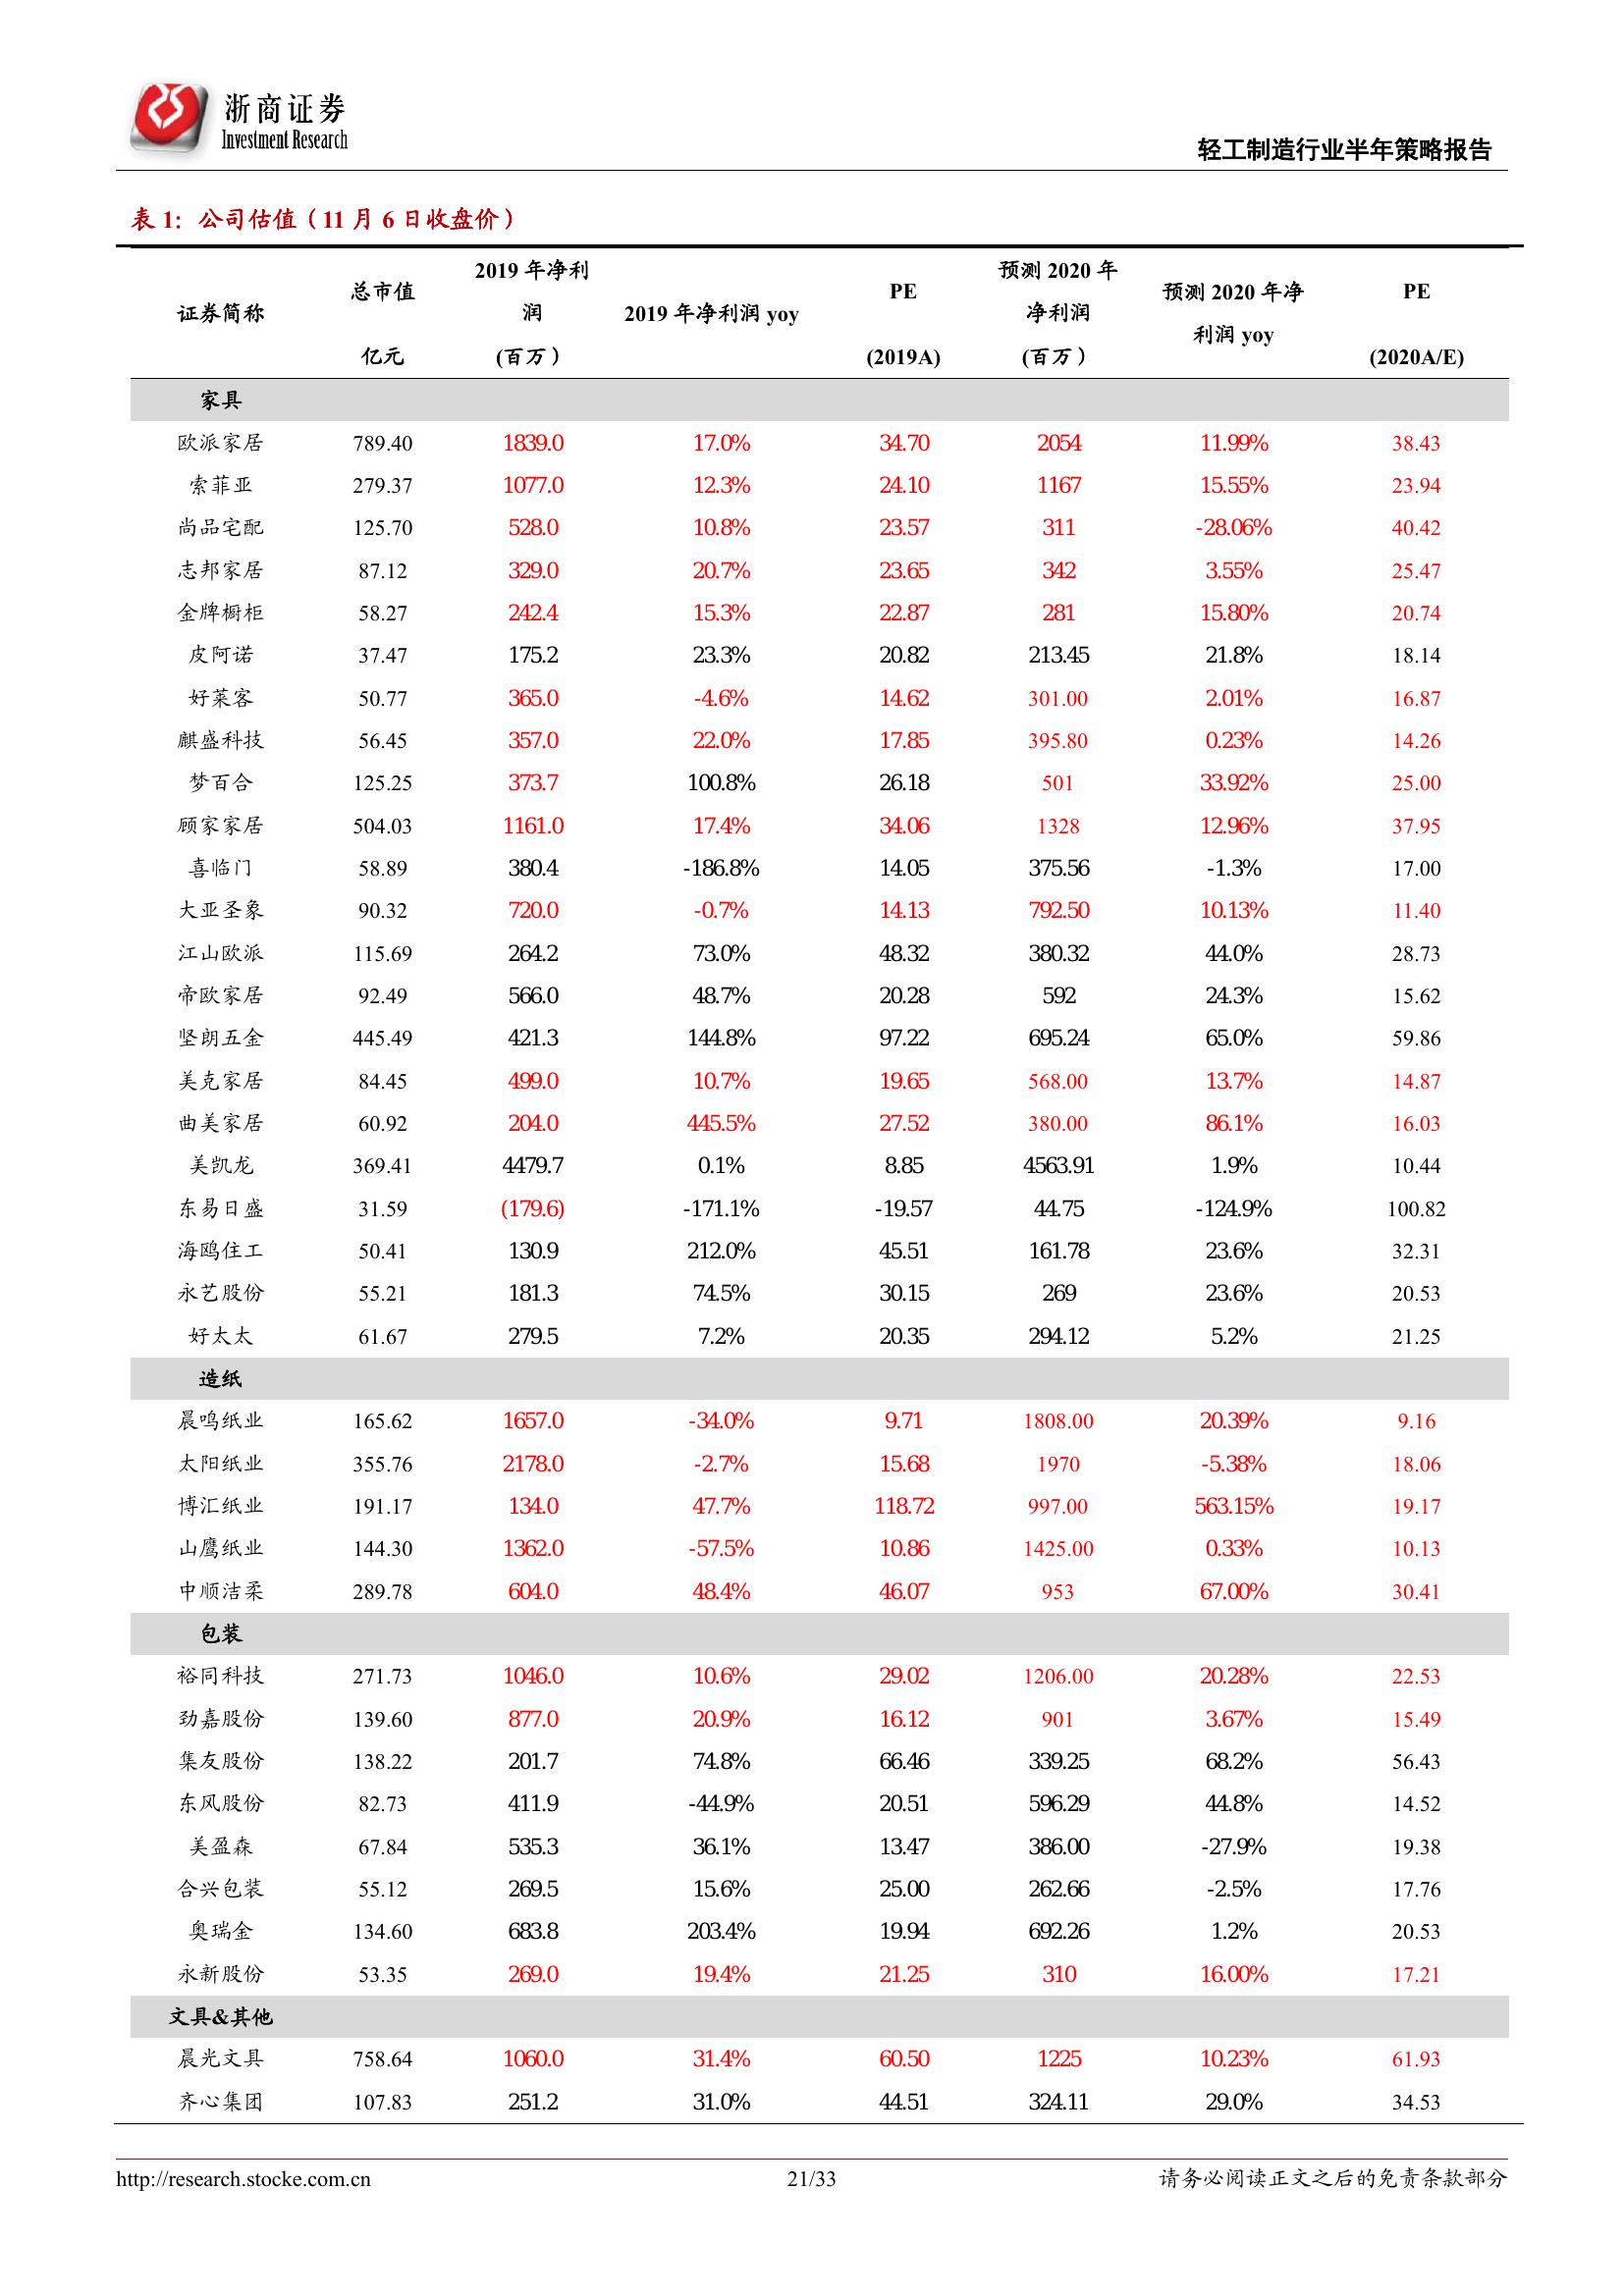 浙商证券
Investment Research
轻工制造行业半年策略报告
表 1：公司估值（11 月 6 日收盘价）
证券简称 总市值 亿元 2019 年净利润 (百万) 2019 年净利润 yoy PE (2019A) 预测 2020 年净利润 (百万) 预测 2020 年净利润 yoy PE (2020A/E)
家具
欧派家居 789.40 1839.0 17.0% 34.70 2054 11.99% 38.43
索菲亚 279.37 1077.0 12.3% 24.10 1167 15.55% 23.94
尚品宅配 125.70 528.0 10.8% 23.57 311 -28.06% 40.42
志邦家居 87.12 329.0 20.7% 23.65 342 3.55% 25.47
金牌橱柜 58.27 242.4 15.3% 22.87 281 15.80% 20.74
皮阿诺 37.47 175.2 23.3% 20.82 213.45 21.8% 18.14
好莱客 50.77 365.0 -4.6% 14.62 301.00 2.01% 16.87
麒盛科技 56.45 357.0 22.0% 17.85 395.80 0.23% 14.26
梦百合 125.25 373.7 100.8% 26.18 501 33.92% 25.00
顾家家居 504.03 1161.0 17.4% 34.06 1328 12.96% 37.95
喜临门 58.89 380.4 -186.8% 14.05 375.56 -1.3% 17.00
大亚圣象 90.32 720.0 -0.7% 14.13 792.50 10.13% 11.40
江山欧派 115.69 264.2 73.0% 48.32 380.32 44.0% 28.73
帝欧家居 92.49 566.0 48.7% 20.28 592 24.3% 15.62
坚朗五金 445.49 421.3 144.8% 97.22 695.24 65.0% 59.86
美克家居 84.45 499.0 10.7% 19.65 568.00 13.7% 14.87
曲美家居 60.92 204.0 445.5% 27.52 380.00 86.1% 16.03
美凯龙 369.41 4479.7 0.1% 8.85 4563.91 1.9% 10.44
东易日盛 31.59 (179.6) -171.1% -19.57 44.75 -124.9% 100.82
海鸥住工 50.41 130.9 212.0% 45.51 161.78 23.6% 32.31
永艺股份 55.21 181.3 74.5% 30.15 269 23.6% 20.53
好太太 61.67 279.5 7.2% 20.35 294.12 5.2% 21.25
造纸
晨鸣纸业 165.62 1657.0 -34.0% 9.71 1808.00 20.39% 9.16
太阳纸业 355.76 2178.0 -2.7% 15.68 1970 -5.38% 18.06
博汇纸业 191.17 134.0 47.7% 118.72 997.00 563.15% 19.17
山鹰纸业 144.30 1362.0 -57.5% 10.86 1425.00 0.33% 10.13
中顺洁柔 289.78 604.0 48.4% 46.07 953 67.00% 30.41
包装
裕同科技 271.73 1046.0 10.6% 29.02 1206.00 20.28% 22.53
劲嘉股份 139.60 877.0 20.9% 16.12 901 3.67% 15.49
集友股份 138.22 201.7 74.8% 66.46 339.25 68.2% 56.43
东风股份 82.73 411.9 -44.9% 20.51 596.29 44.8% 14.52
美盈森 67.84 535.3 36.1% 13.47 386.00 -27.9% 19.38
合兴包装 55.12 269.5 15.6% 25.00 262.66 -2.5% 17.76
奥瑞金 134.60 683.8 203.4% 19.94 692.26 1.2% 20.53
永新股份 53.35 269.0 19.4% 21.25 310 16.00% 17.21
文具&其他
晨光文具 758.64 1060.0 31.4% 60.50 1225 10.23% 61.93
齐心集团 107.83 251.2 31.0% 44.51 324.11 29.0% 34.53
http://research.stocke.com.cn 21/33 请务必阅读正文之后的免责条款部分